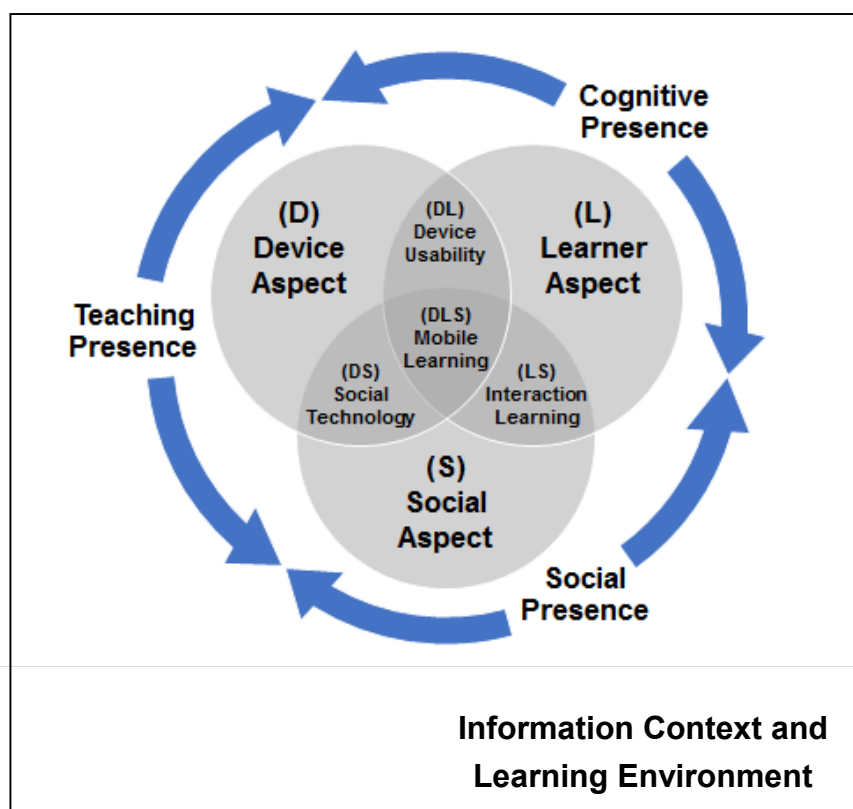 Cognitive
Presence
(D)
Device
Aspect
(DL)
Device
Usability
(L)
Learner
Aspect
Teaching
Presence
(DLS)
Mobile
Learning
(DS)
Social
Technology
(LS)
Interaction
Learning
(S)
Social
Aspect
Social
Presence
Information Context and
Learning Environment